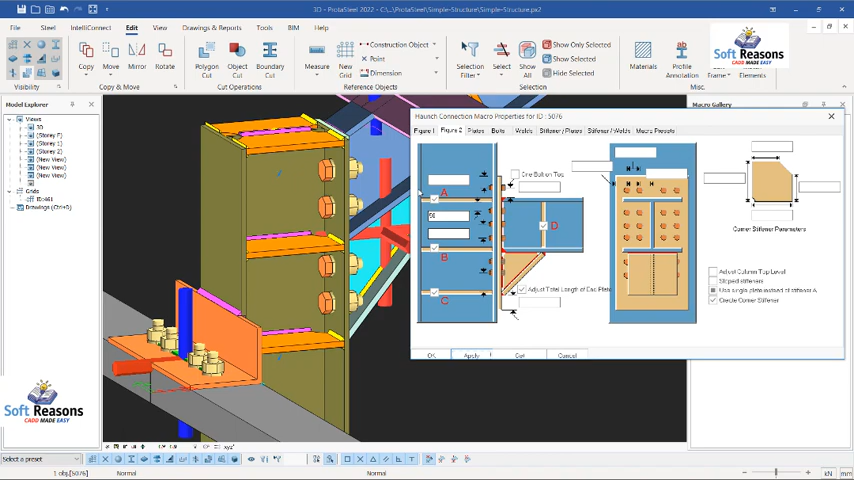 3D - ProtaSteel 2022 - C:\...\ProtaSteel\Simple-Structure\Simple-Structure.px2
File
Steel
IntelliConnect
Edit
View
Drawings & Reports
Tools
BIM
Help
Copy
Move
Mirror
Rotate
Polygon Cut
Object Cut
Boundary Cut
Measure
New Grid
Construction Object
Point
Dimension
Selection Filter
Select
Show All
Show Only Selected
Show Selected
Hide Selected
Materials
Profile Annotation
Frame
Elements
Soft Reasons
CADD MADE EASY
Visibility
Copy & Move
Cut Operations
Reference Objects
Selection
Misc.
Model Explorer
Views
3D
(Storey F)
(Storey 1)
(Storey 2)
(New View)
(New View)
(New View)
Grids
Drawings (Ctrl+D)
Macro Gallery
Haunch Connection Macro Properties for ID : 5076
Figure 1
Figure 2
Plates
Bolts
Welds
Stiffener / Plates
Stiffener / Welds
Macro Presets
One Bolt on Top
A
B
C
D
Adjust Total Length of End Plate
Corner Stiffener Parameters
Adjust Column Top Level
Sloped stiffeners
Use single plate instead of stiffener A
Create Corner Stiffener
OK
Apply
Get
Cancel
Soft Reasons
CADD MADE EASY
Select a preset
xyz
1 obj.[5076]
Normal
Normal
kN
mm